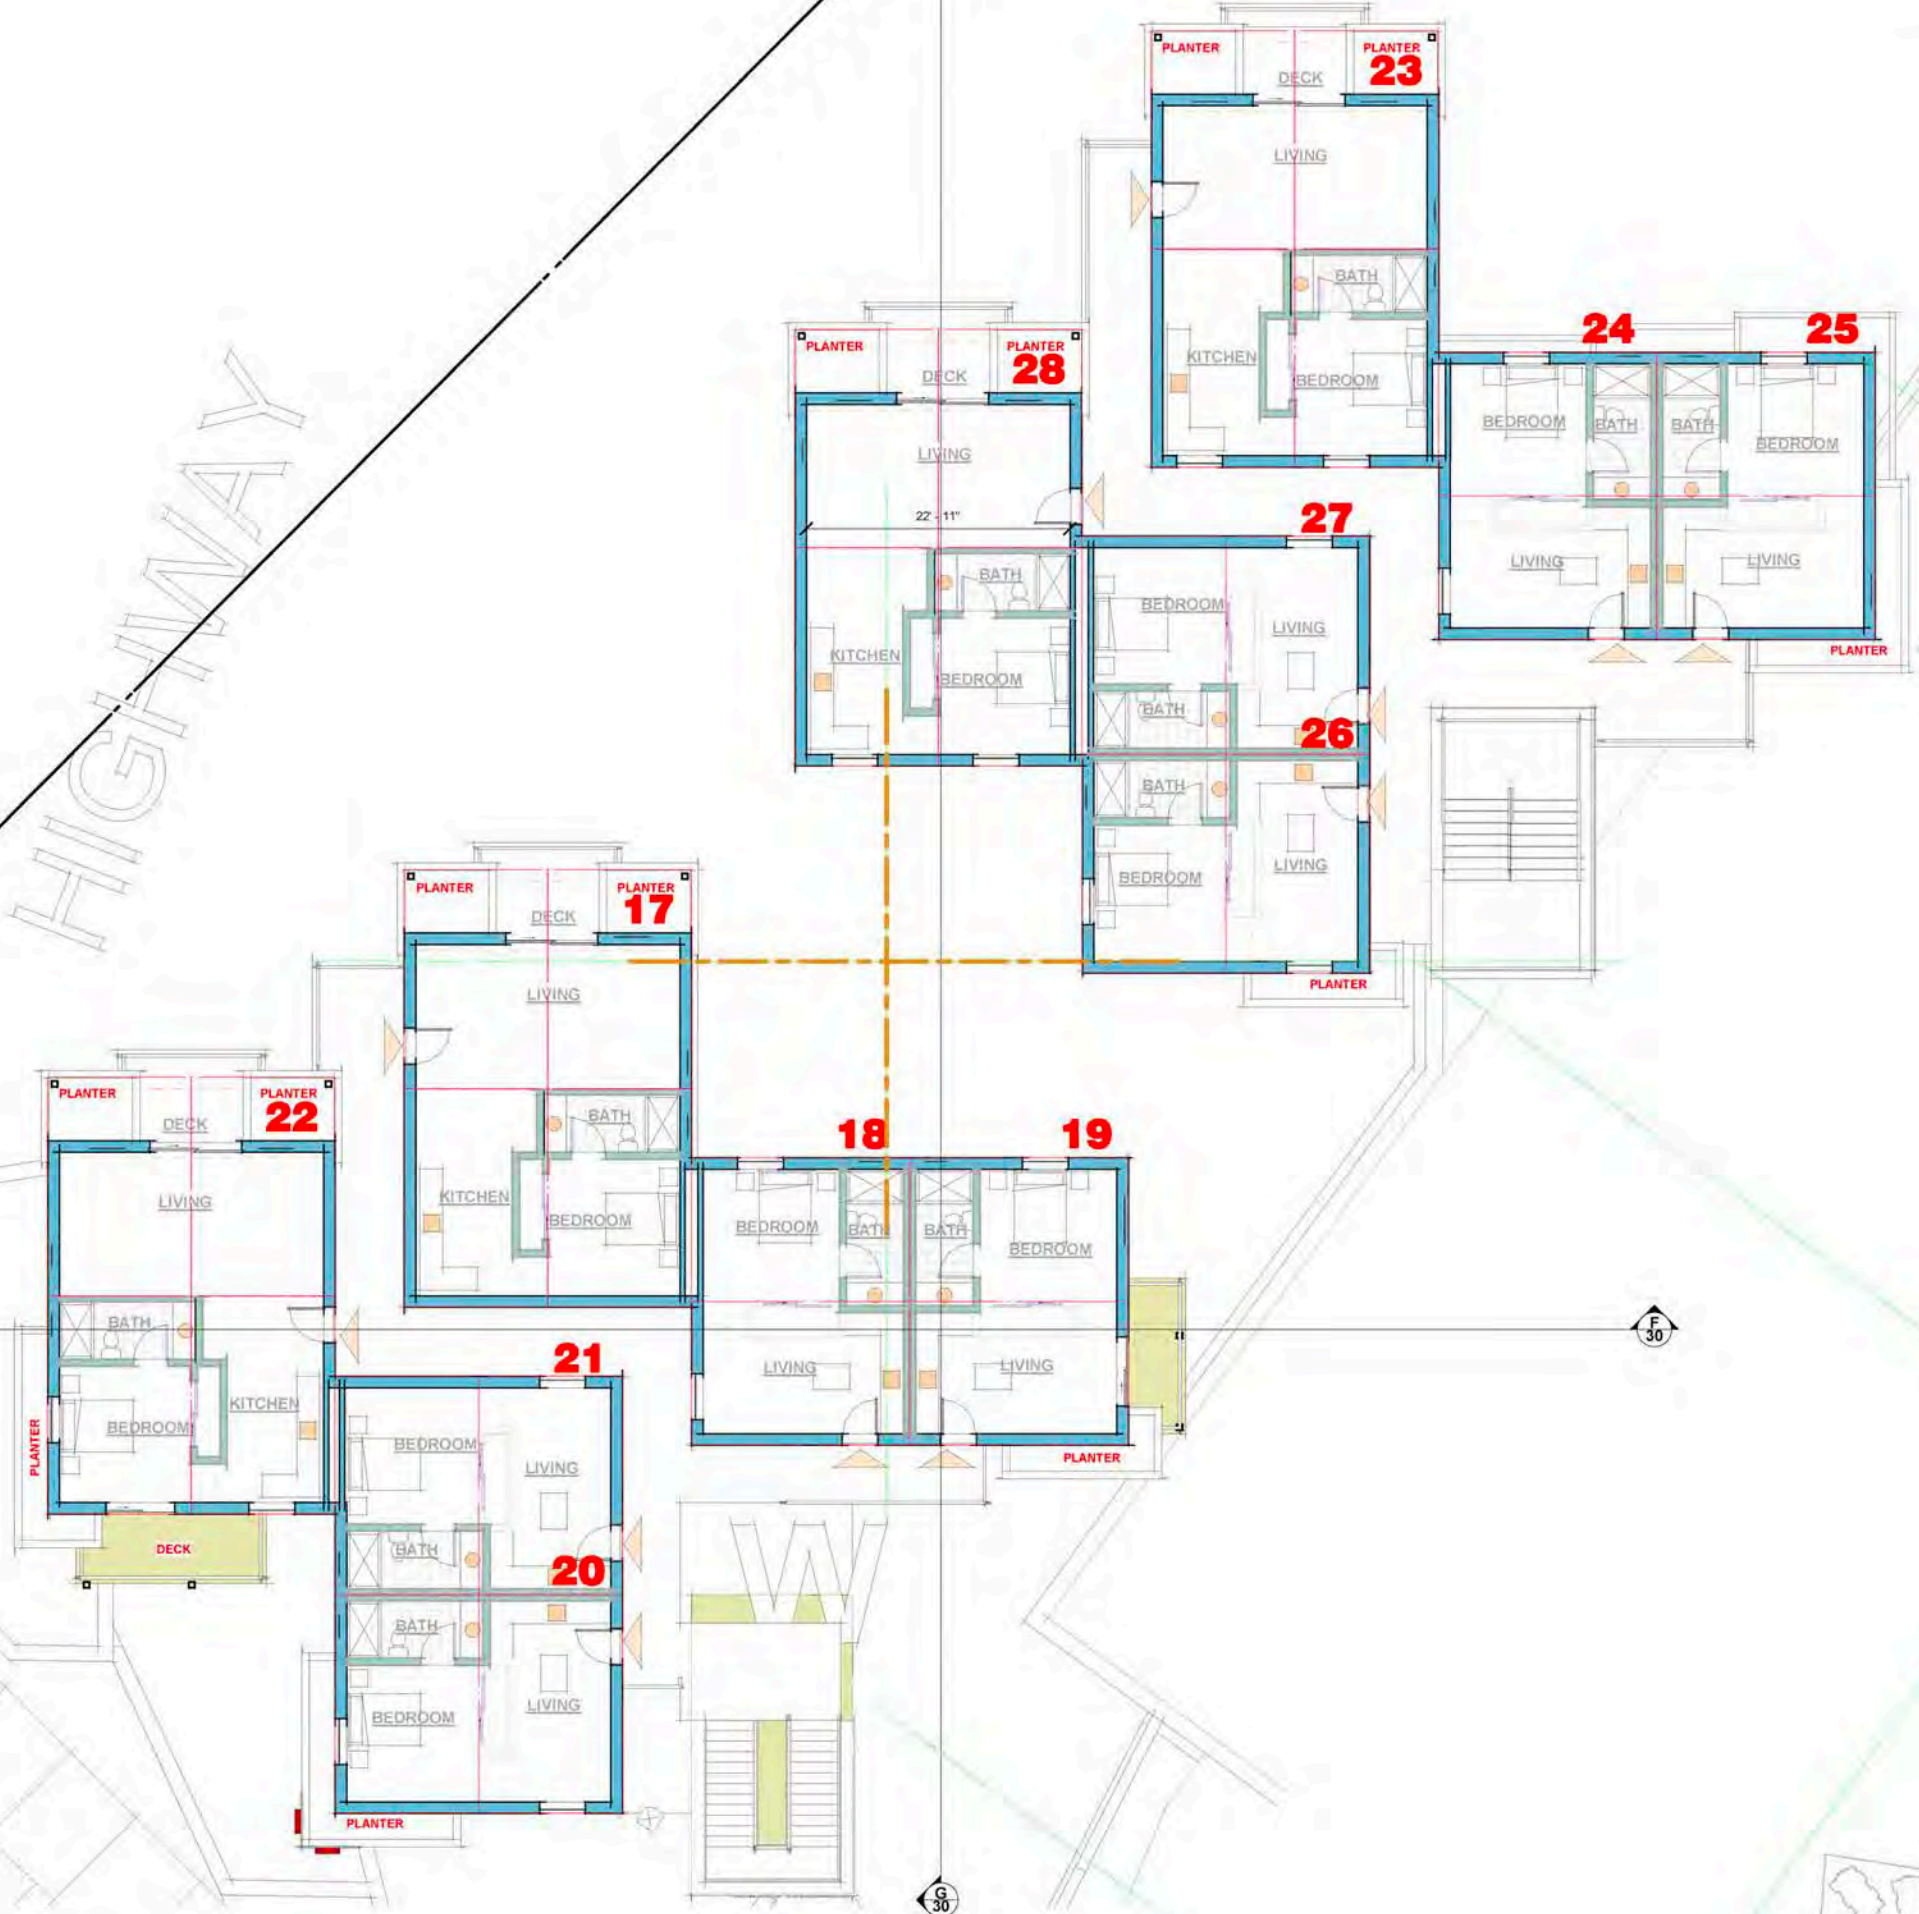 HIGHWAY
PLANTER
PLANTER
23
DECK
LIVING
BATH
KITCHEN
BEDROOM
24
25
BEDROOM
BATH
BATH
BEDROOM
LIVING
LIVING
PLANTER
PLANTER
PLANTER
28
DECK
LIVING
22' - 11"
BATH
KITCHEN
BEDROOM
27
BEDROOM
LIVING
BATH
26
BATH
BEDROOM
LIVING
PLANTER
PLANTER
PLANTER
17
DECK
LIVING
BATH
KITCHEN
BEDROOM
18
19
BEDROOM
BATH
BATH
BEDROOM
LIVING
LIVING
PLANTER
F
30
PLANTER
PLANTER
22
DECK
LIVING
BATH
KITCHEN
BEDROOM
PLANTER
DECK
21
BEDROOM
LIVING
BATH
20
BATH
BEDROOM
LIVING
PLANTER
W
G
30